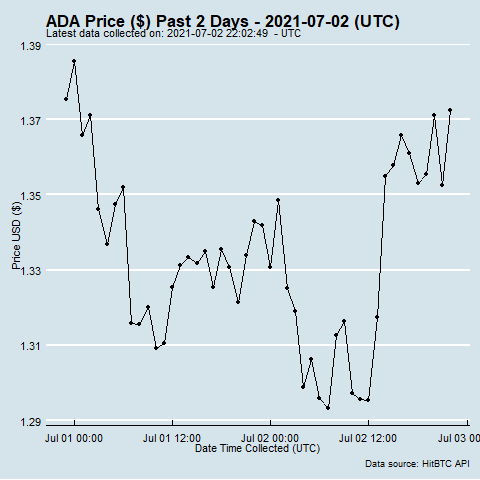 ADA Price ($) Past 2 Days - 2021-07-02 (UTC)
Latest data collected on: 2021-07-02 22:02:49 - UTC
1.39
1.37
1.35
1.33
1.31
1.29
Price USD ($)
Jul 01 00:00 Jul 01 12:00 Jul 02 00:00 Jul 02 12:00 Jul 03 0
Date Time Collected (UTC)
Data source: HitBTC API